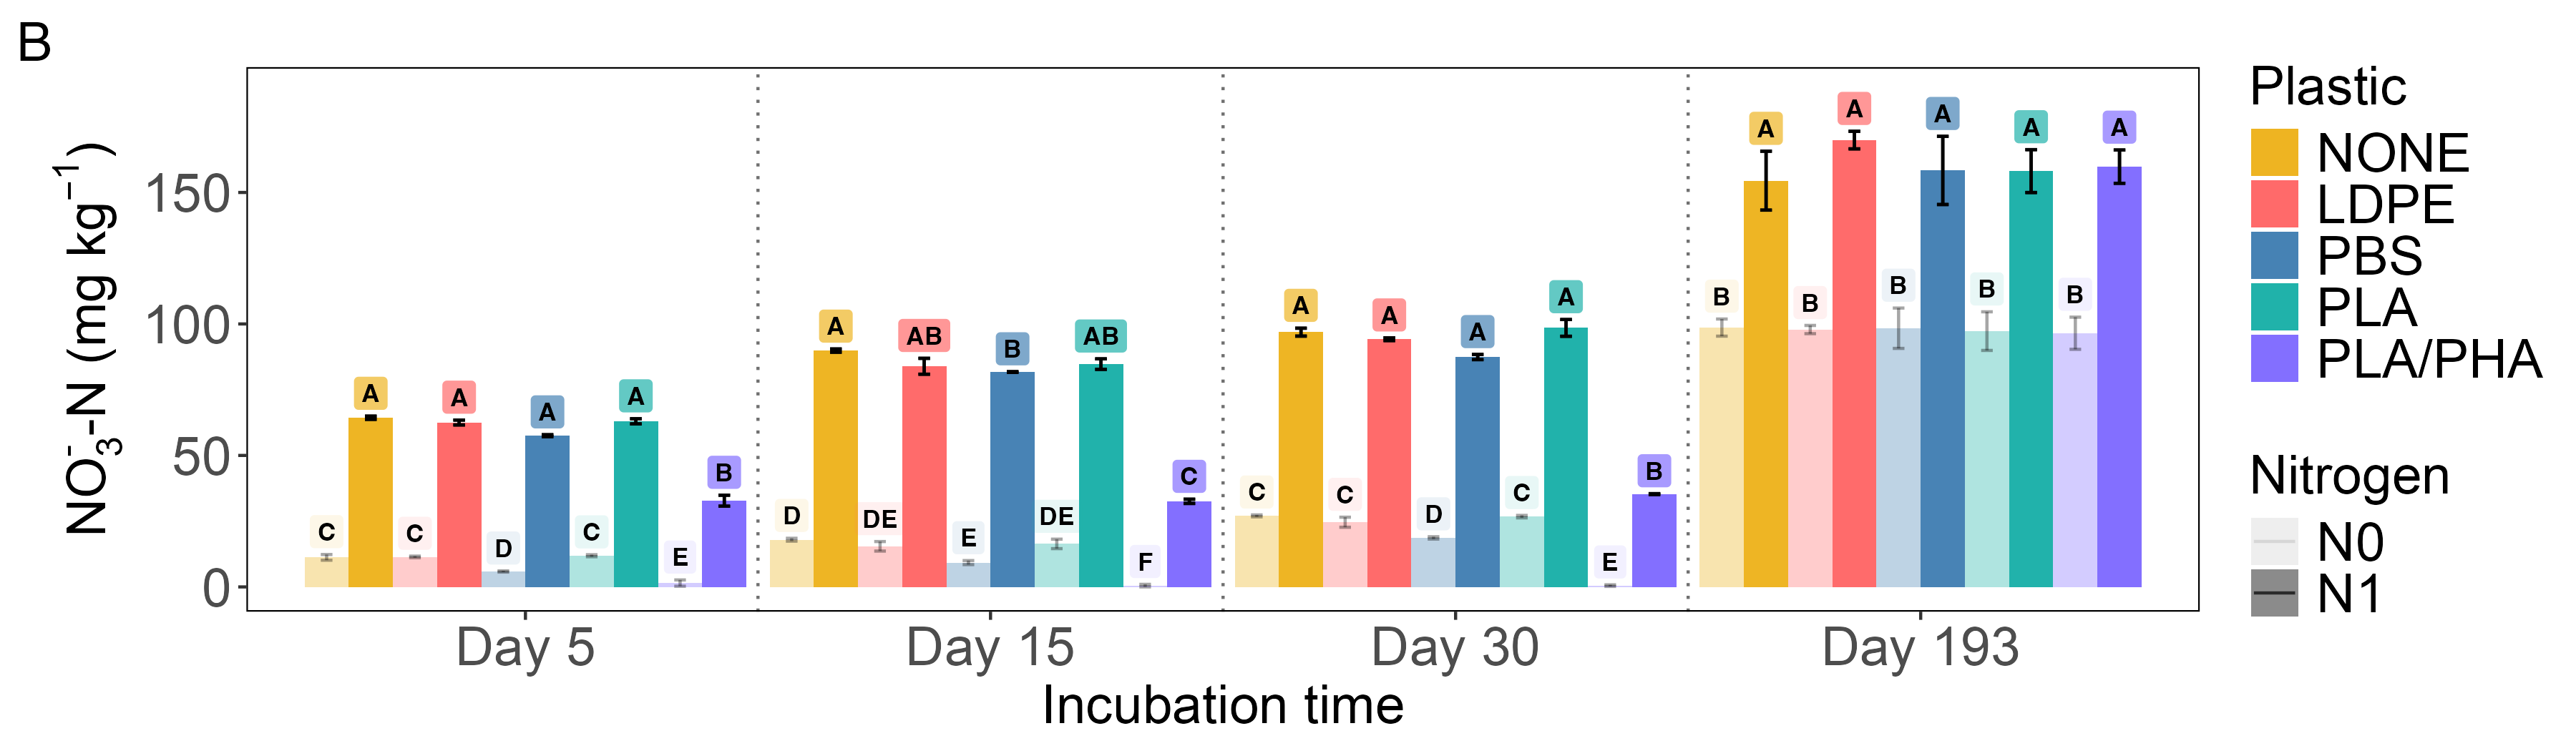 B
NO₃⁻-N (mg kg⁻¹)
150
100
50
0
C A C A D A C A E B
D A DE AB E B DE AB F C
C A C A D A C A E B
B A B A B A B A B A
Day 5 Day 15 Day 30 Day 193
Incubation time
Plastic
NONE
LDPE
PBS
PLA
PLA/PHA
Nitrogen
N0
N1